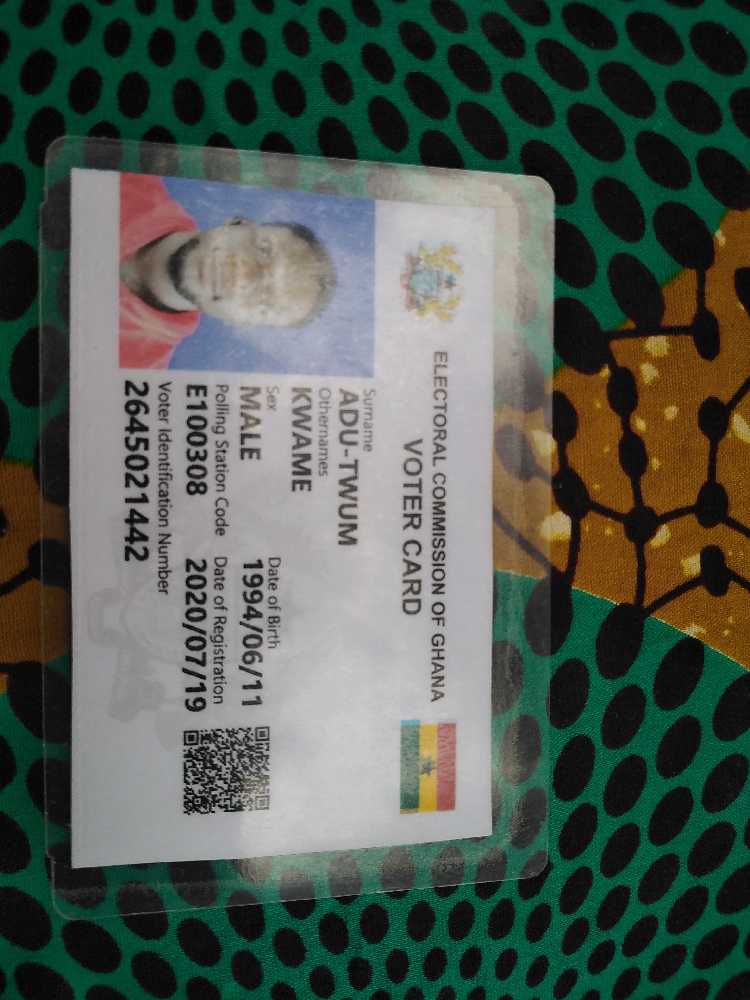 ELECTORAL COMMISSION OF GHANA
VOTER CARD
Surname
ADU-TWUM
Othernames
KWAME
Sex
MALE
Date of Birth
1994/06/11
Polling Station Code
E100308
Date of Registration
2020/07/19
Voter Identification Number
2645021442